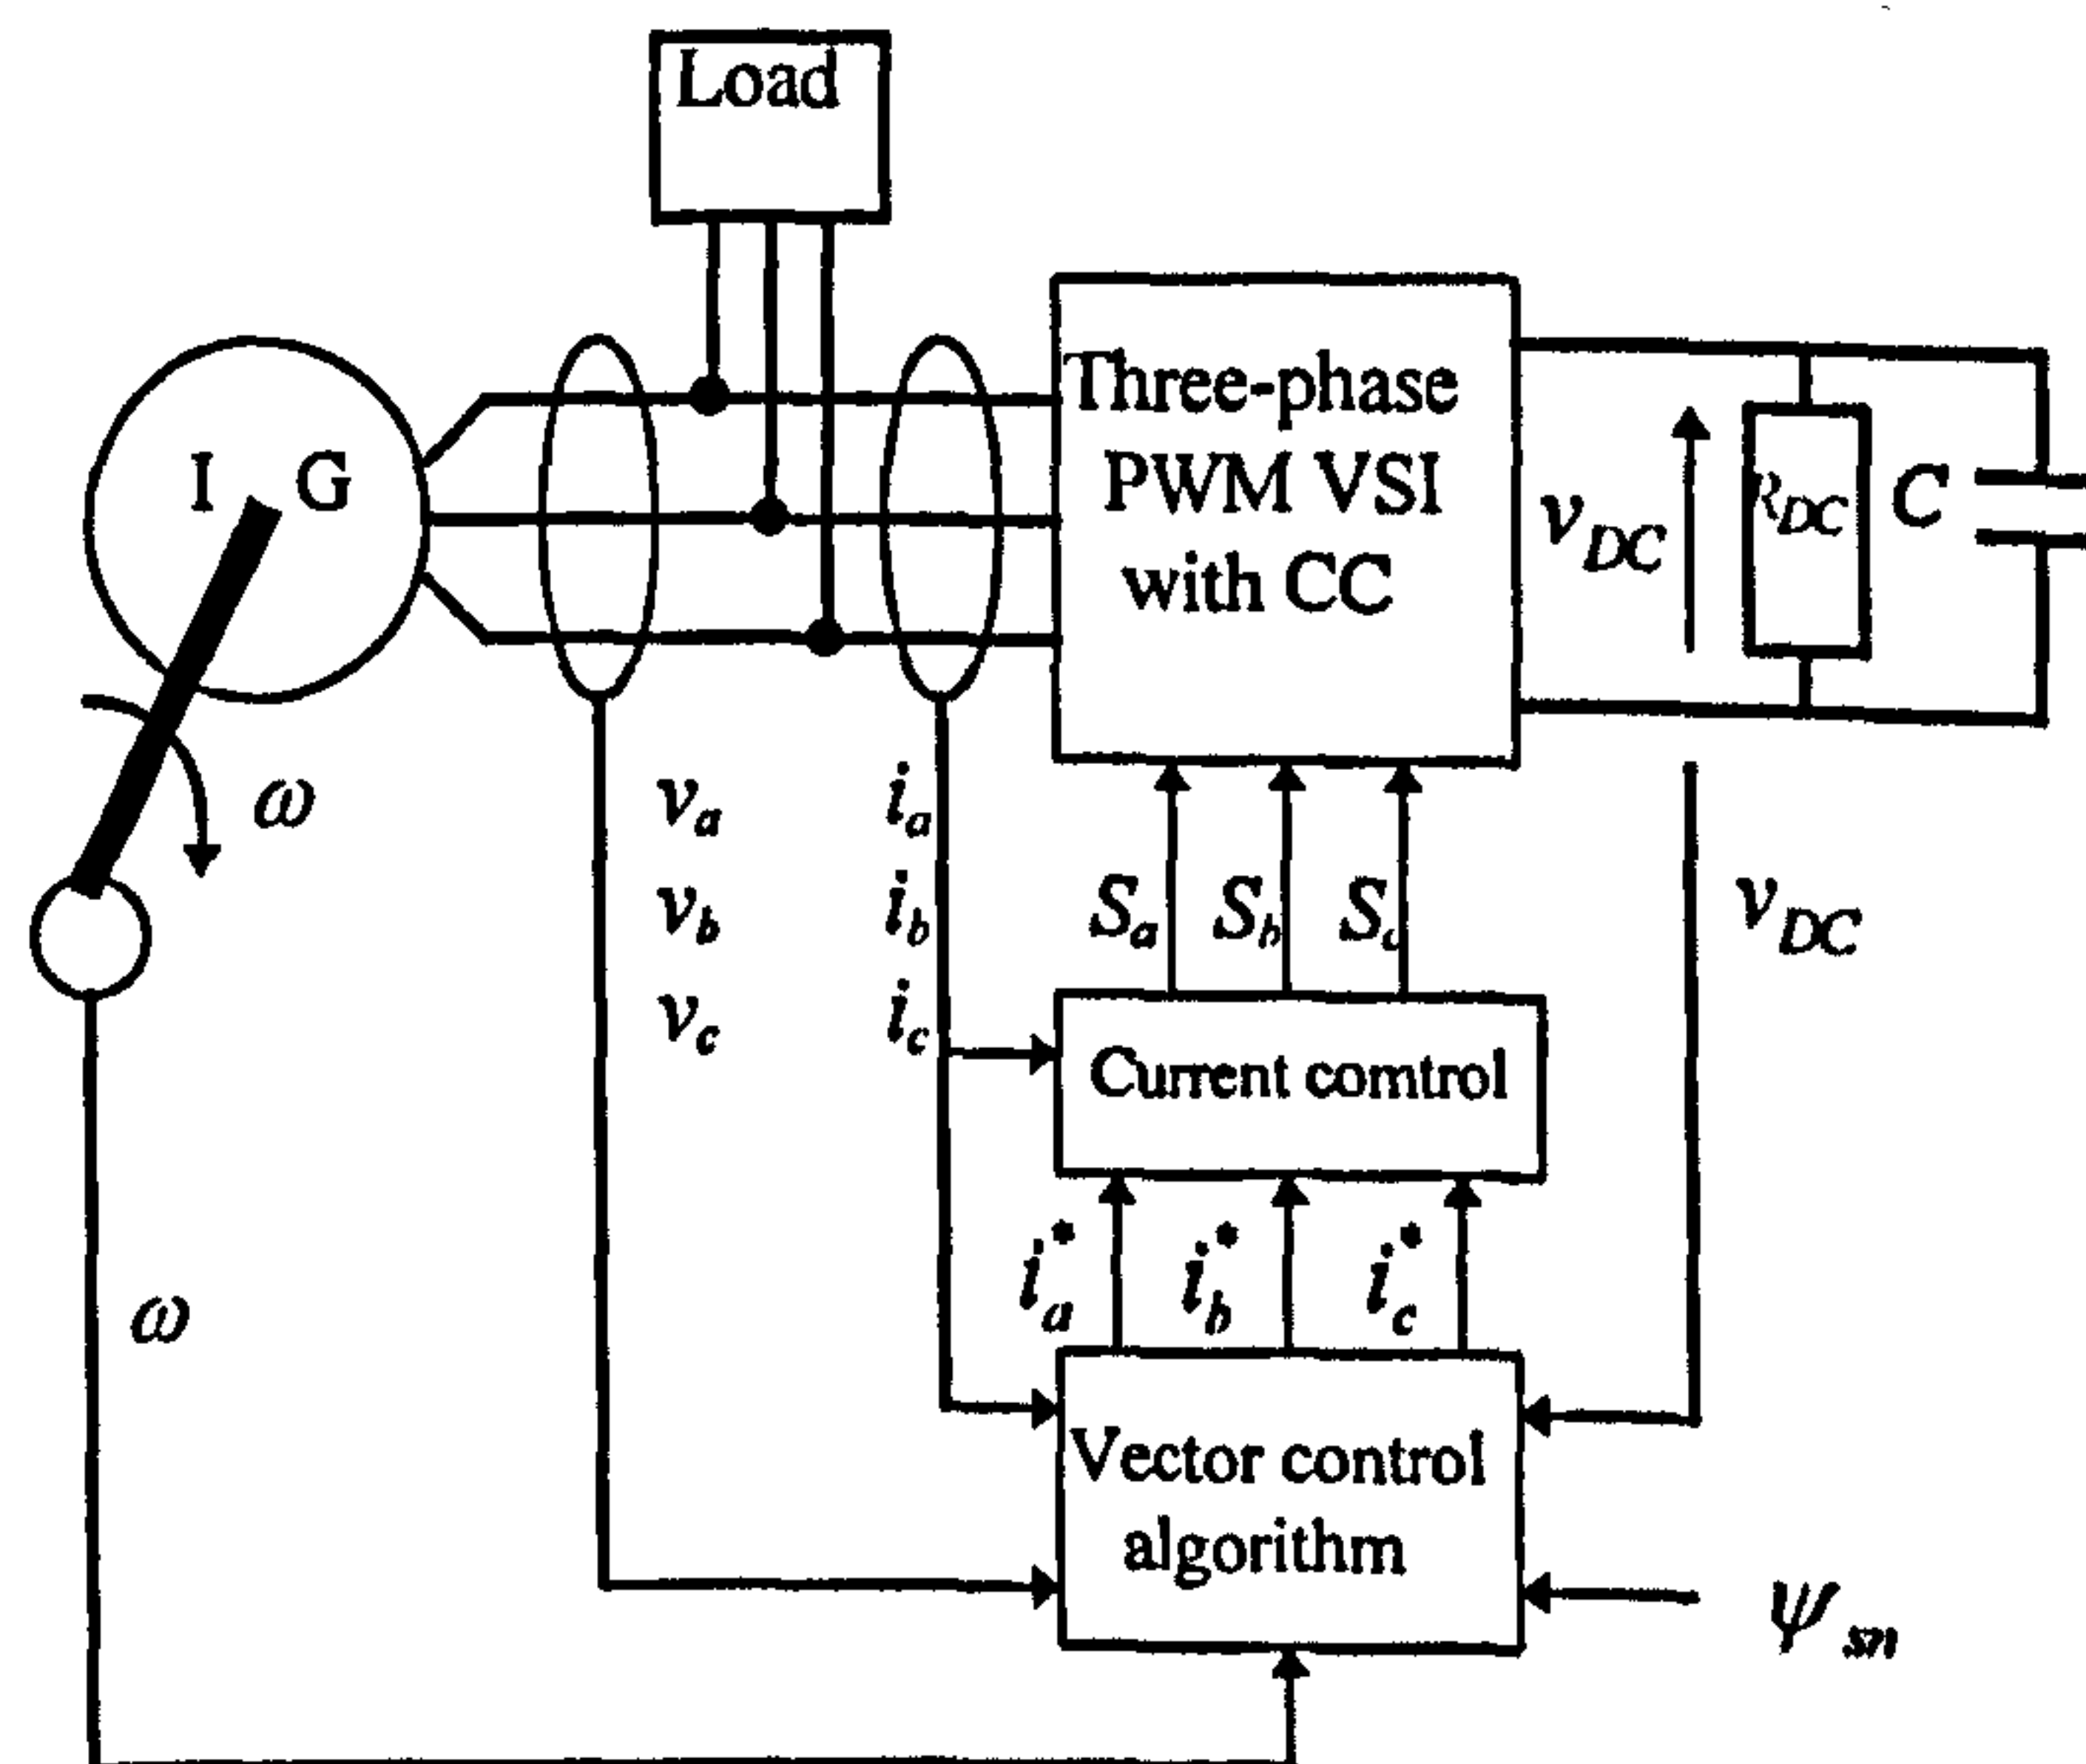 Load
I G
Three-phase
PWM VSI
with CC
v_DC
R_DC
C
ω
v_a
v_b
v_c
i_a
i_b
i_c
S_a S_b S_c
v_DC
Current comtrol
i*_a i*_b i*_c
ω
Vector control
algorithm
ψ_sn